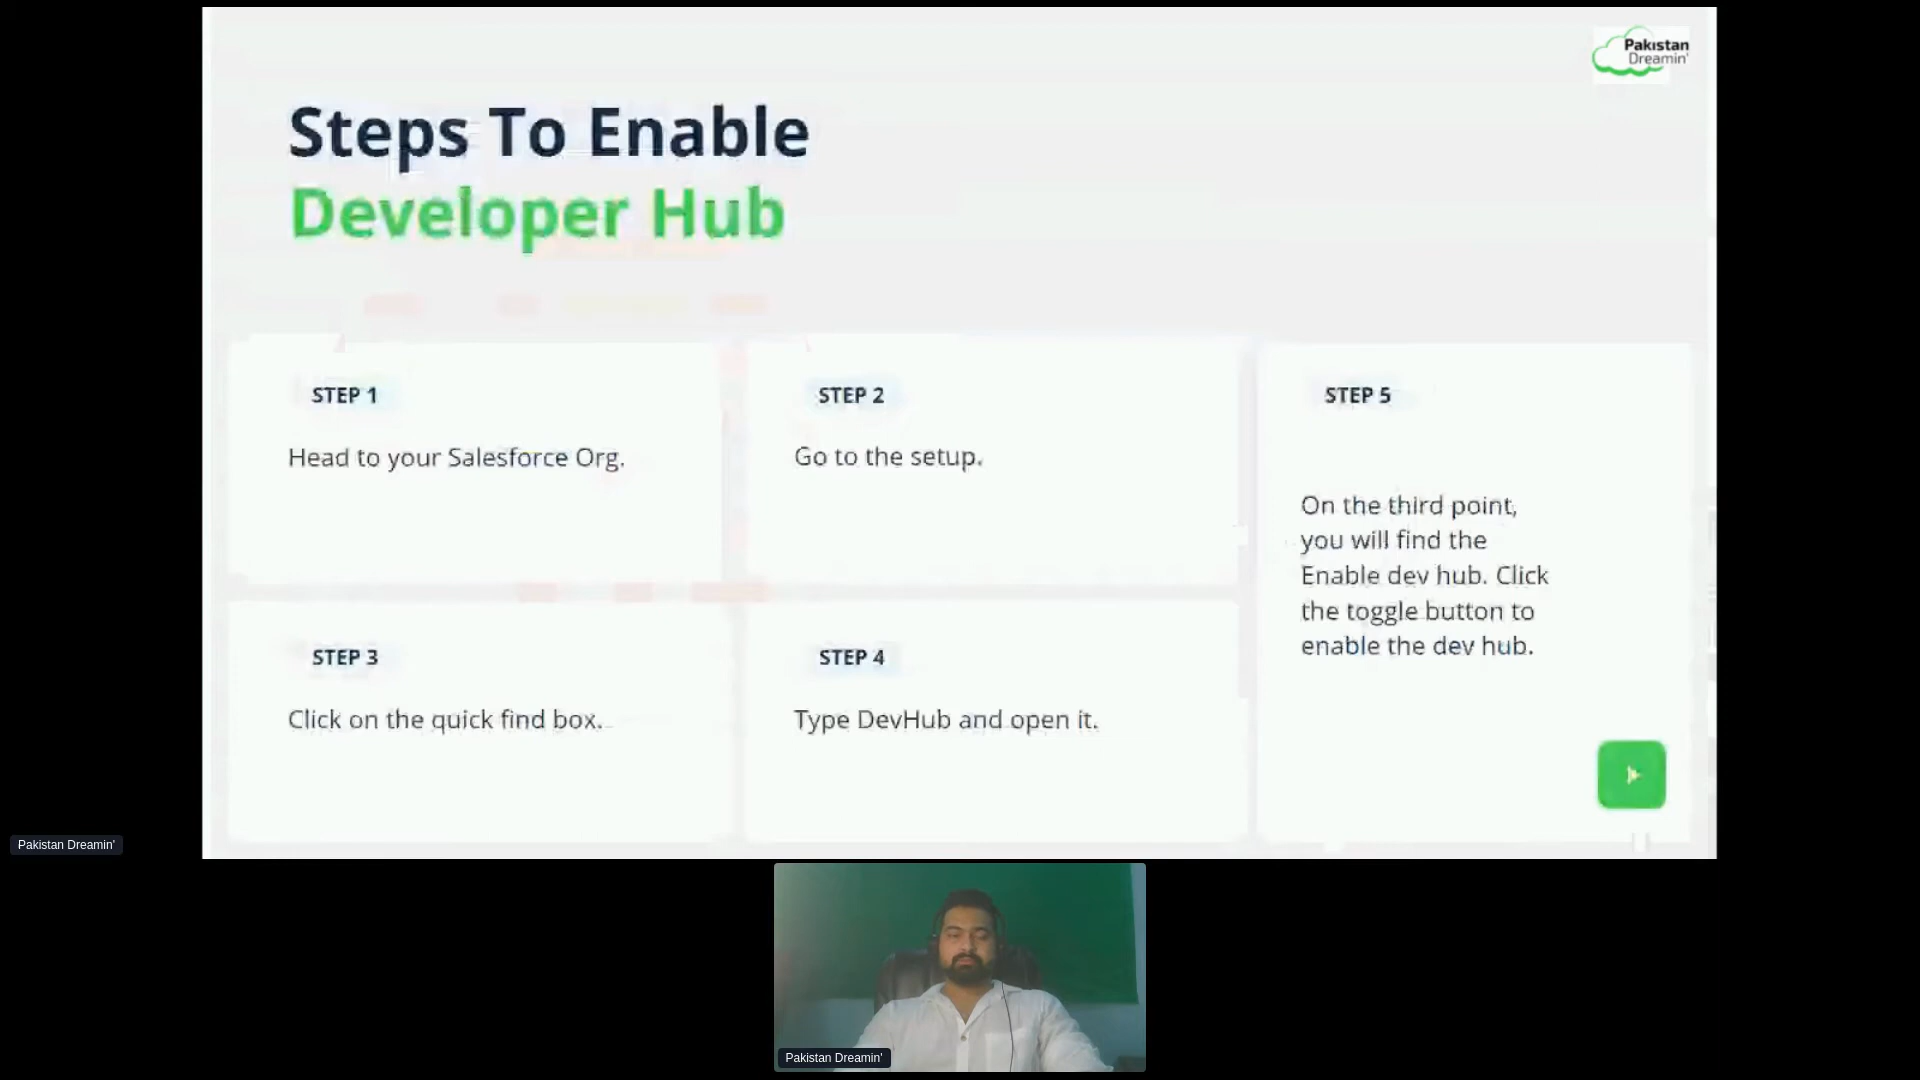 Pakistan
Dreamin'
Steps To Enable
Developer Hub
STEP 1
Head to your Salesforce Org.
STEP 2
Go to the setup.
STEP 3
Click on the quick find box.
STEP 4
Type DevHub and open it.
STEP 5
On the third point,
you will find the
Enable dev hub. Click
the toggle button to
enable the dev hub.
Pakistan Dreamin'
Pakistan Dreamin'